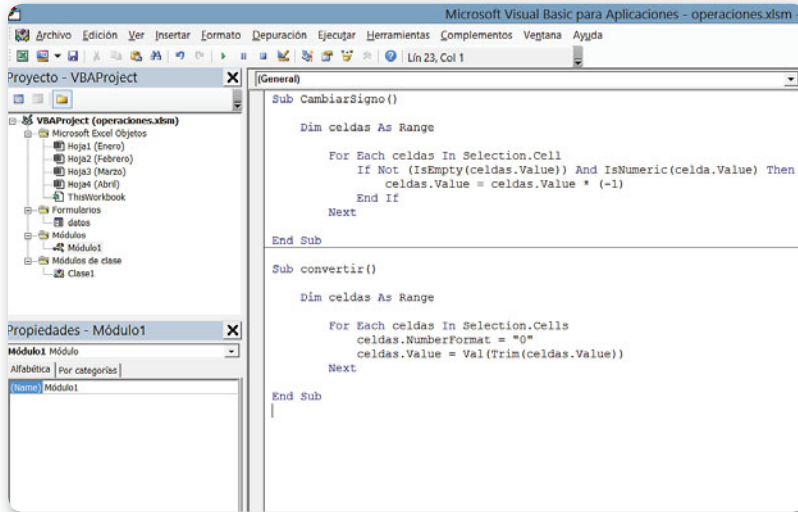 Microsoft Visual Basic para Aplicaciones - operaciones.xlsm -
Archivo Edición Ver Insertar Formato Depuración Ejecutar Herramientas Complementos Ventana Ayuda
Lín 23, Col 1
Proyecto - VBAProject
VBAProject (operaciones.xlsm)
Microsoft Excel Objetos
Hoja1 (Enero)
Hoja2 (Febrero)
Hoja3 (Marzo)
Hoja4 (Abril)
ThisWorkbook
Formularios
datos
Módulos
Módulo1
Módulos de clase
Clase1
Propiedades - Módulo1
Módulo1 Módulo
Alfabética Por categorías
(Name) Módulo1
(General)
Sub CambiarSigno()
Dim celdas As Range
For Each celdas In Selection.Cell
If Not (IsEmpty(celdas.Value)) And IsNumeric(celda.Value) Then
celdas.Value = celdas.Value * (-1)
End If
Next
End Sub
Sub convertir()
Dim celdas As Range
For Each celdas In Selection.Cells
celdas.NumberFormat = "0"
celdas.Value = Val(Trim(celdas.Value))
Next
End Sub